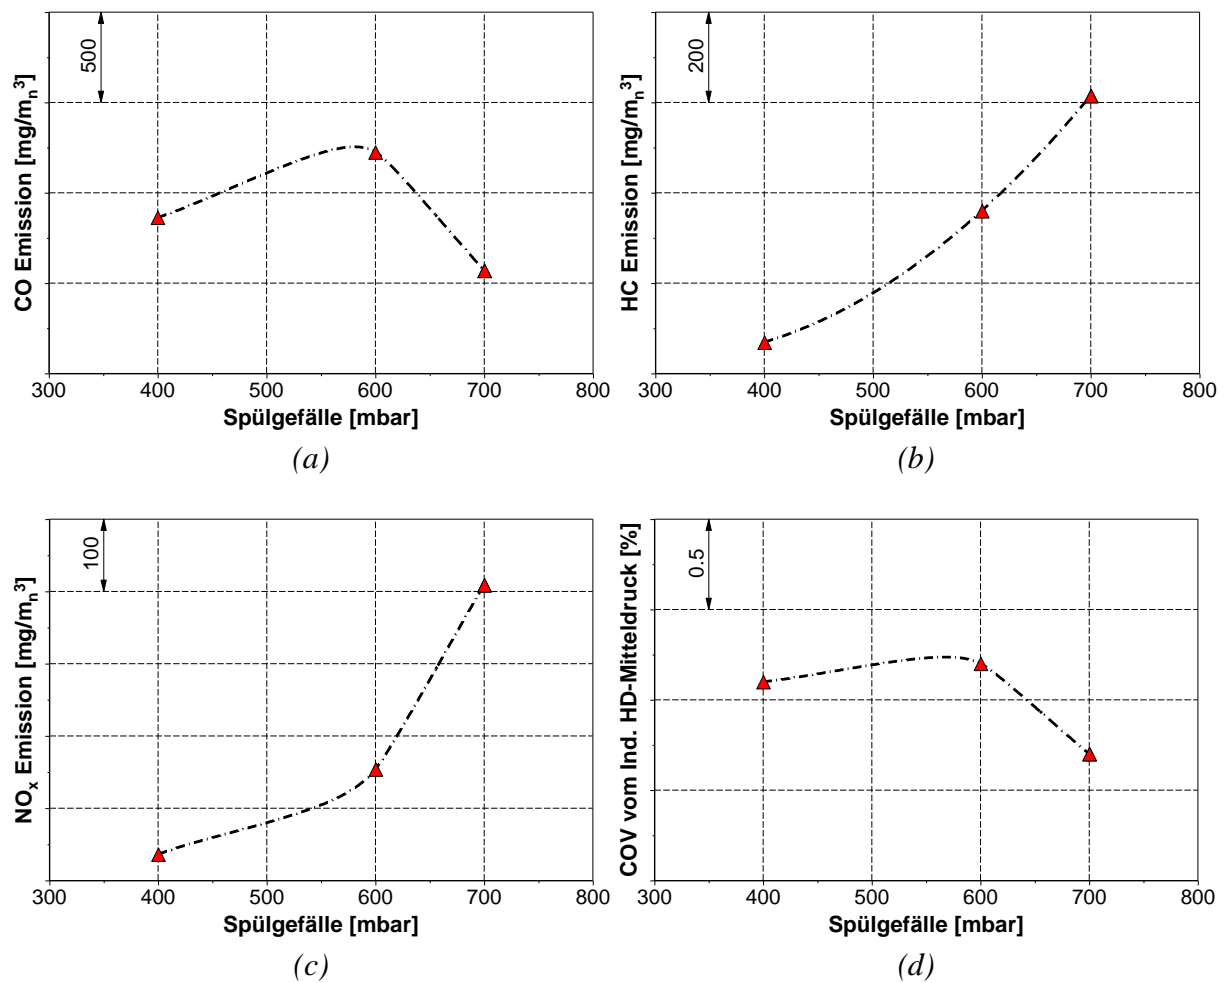 500
CO Emission [mg/mn³]
300 400 500 600 700 800
Spülgefälle [mbar]
(a)
200
HC Emission [mg/mn³]
300 400 500 600 700 800
Spülgefälle [mbar]
(b)
100
NOx Emission [mg/mn³]
300 400 500 600 700 800
Spülgefälle [mbar]
(c)
0.5
COV vom Ind. HD-Mitteldruck [%]
300 400 500 600 700 800
Spülgefälle [mbar]
(d)